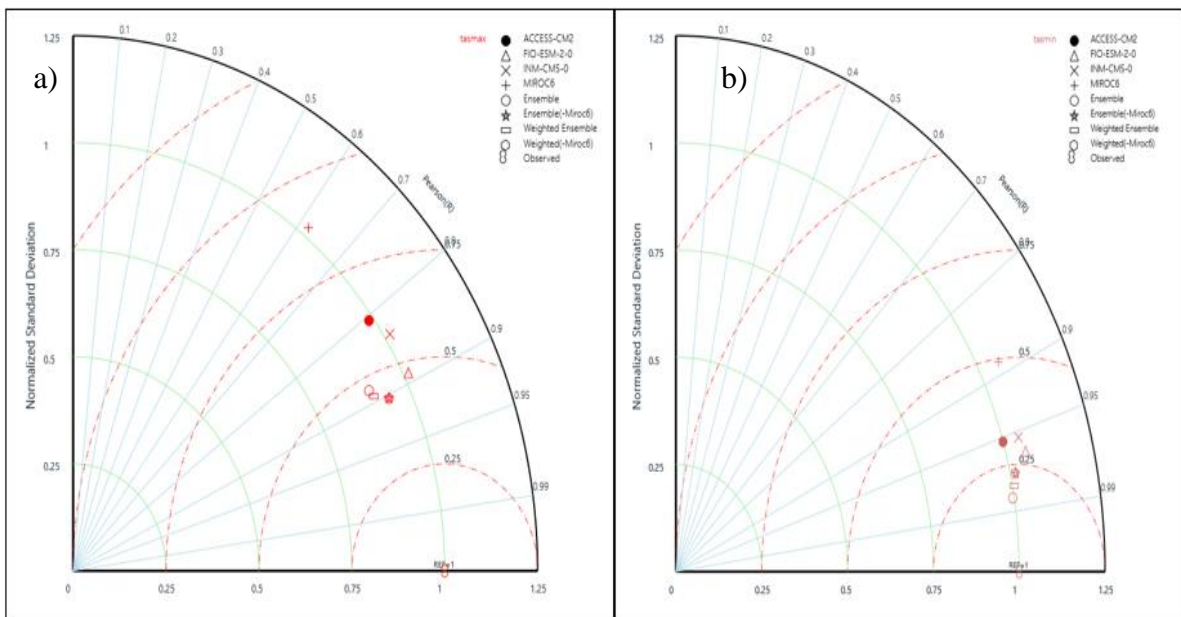 a)
Normalized Standard Deviation
1.25
1
0.75
0.5
0.25
0
0.25
0.5
0.75
1
1.25
0.1
0.2
0.3
0.4
0.5
0.6
0.7
0.75
0.9
0.5
0.95
0.25
0.99
Pearson(R)
REF=1
tasmax
ACCESS-CM2
FIO-ESM-2-0
INM-CM5-0
MIROC6
Ensemble
Ensemble(-Miroc6)
Weighted Ensemble
Weighted(-Miroc6)
Observed
b)
Normalized Standard Deviation
1.25
1
0.75
0.5
0.25
0
0.25
0.5
0.75
1
1.25
0.1
0.2
0.3
0.4
0.5
0.6
0.7
0.75
0.9
0.5
0.95
0.25
0.99
Pearson(R)
REF=1
tasmin
ACCESS-CM2
FIO-ESM-2-0
INM-CM5-0
MIROC6
Ensemble
Ensemble(-Miroc6)
Weighted Ensemble
Weighted(-Miroc6)
Observed